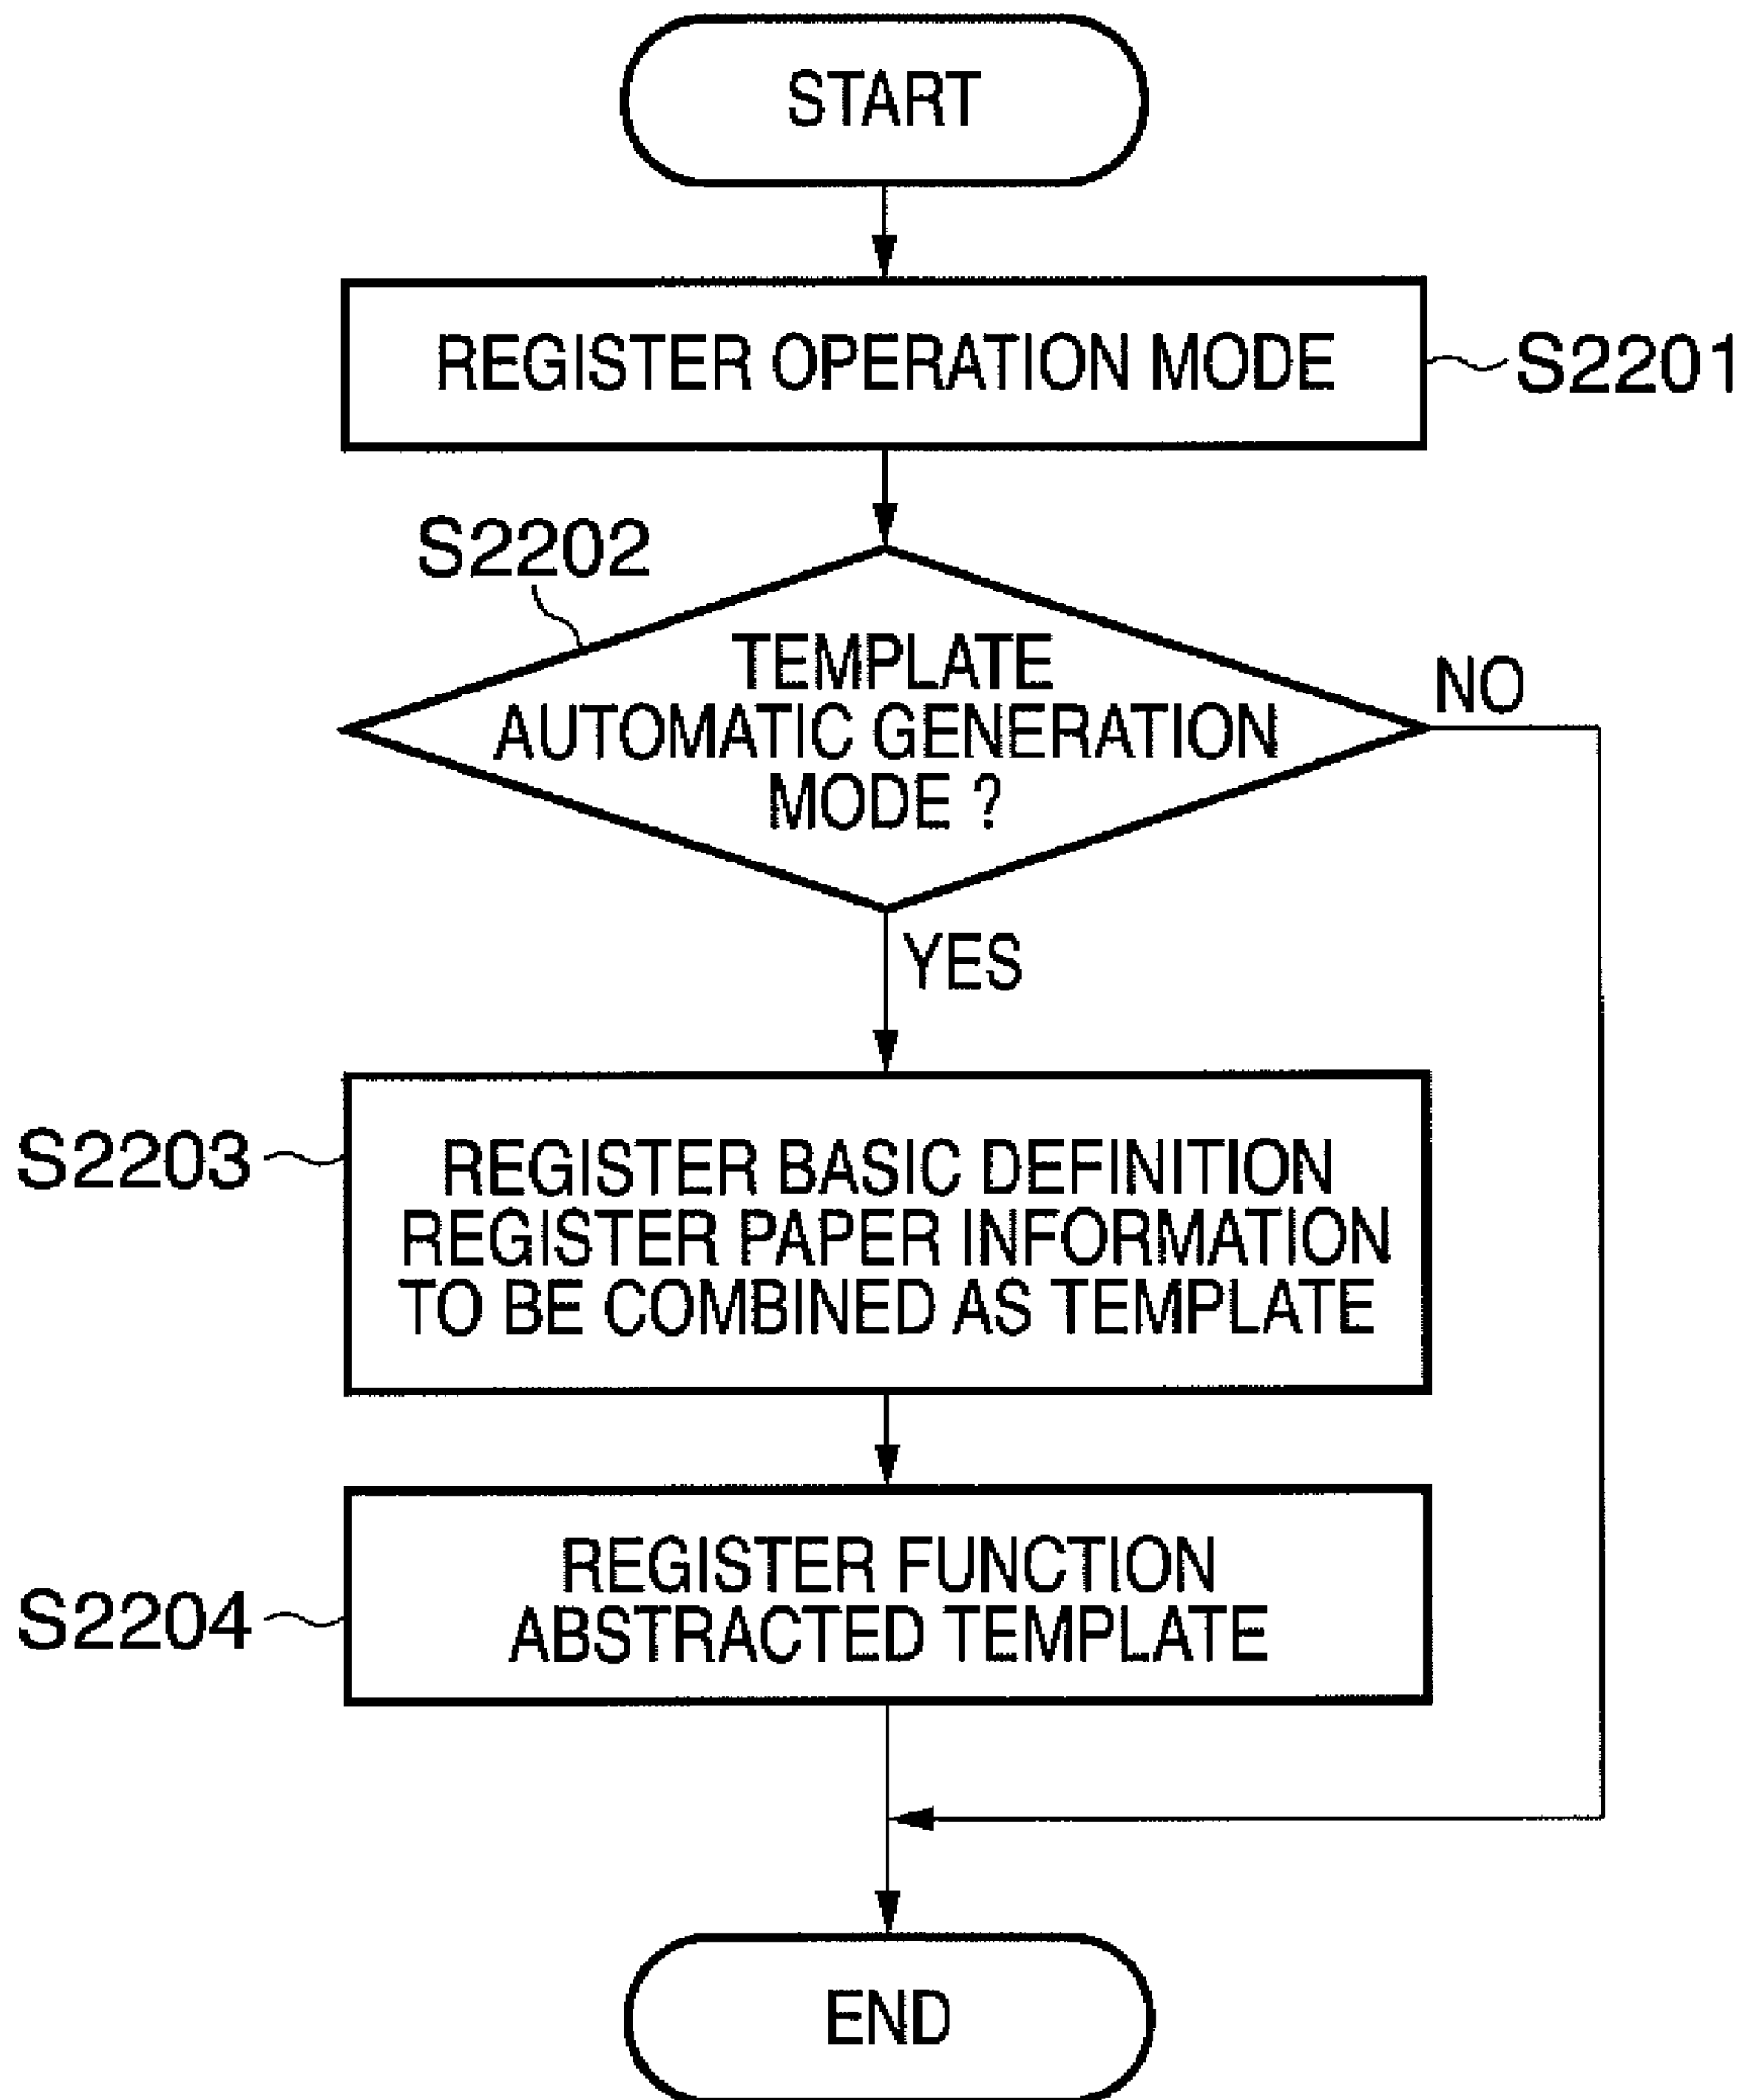 START
REGISTER OPERATION MODE
S2201
S2202
TEMPLATE
AUTOMATIC GENERATION
MODE ?
NO
YES
S2203
REGISTER BASIC DEFINITION
REGISTER PAPER INFORMATION
TO BE COMBINED AS TEMPLATE
S2204
REGISTER FUNCTION
ABSTRACTED TEMPLATE
END